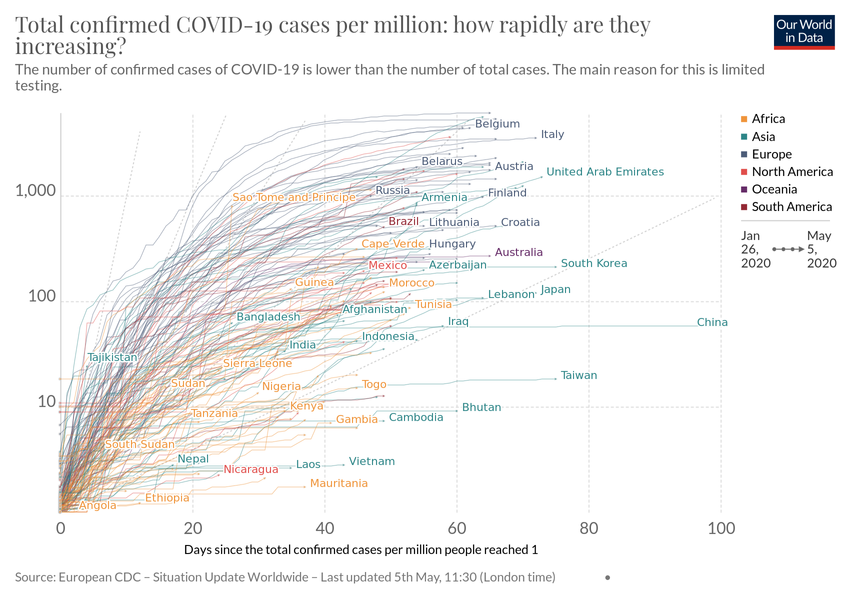 Total confirmed COVID-19 cases per million: how rapidly are they
increasing?
Our World
in Data
The number of confirmed cases of COVID-19 is lower than the number of total cases. The main reason for this is limited
testing.
Africa
Asia
Europe
North America
Oceania
South America
Jan
26,
2020
May
5,
2020
1,000
100
10
Belgium
Italy
Belarus
Austria
United Arab Emirates
Russia
Finland
Sao Tome and Principe
Armenia
Brazil
Lithuania
Croatia
Cape Verde
Hungary
Australia
Mexico
Azerbaijan
South Korea
Guinea
Morocco
Lebanon
Japan
Tunisia
Afghanistan
Bangladesh
Iraq
China
Indonesia
India
Tajikistan
Sierra Leone
Taiwan
Sudan
Nigeria
Togo
Kenya
Bhutan
Tanzania
Gambia
Cambodia
South Sudan
Nepal
Laos
Vietnam
Nicaragua
Mauritania
Ethiopia
Angola
0
20
40
60
80
100
Days since the total confirmed cases per million people reached 1
Source: European CDC – Situation Update Worldwide – Last updated 5th May, 11:30 (London time)